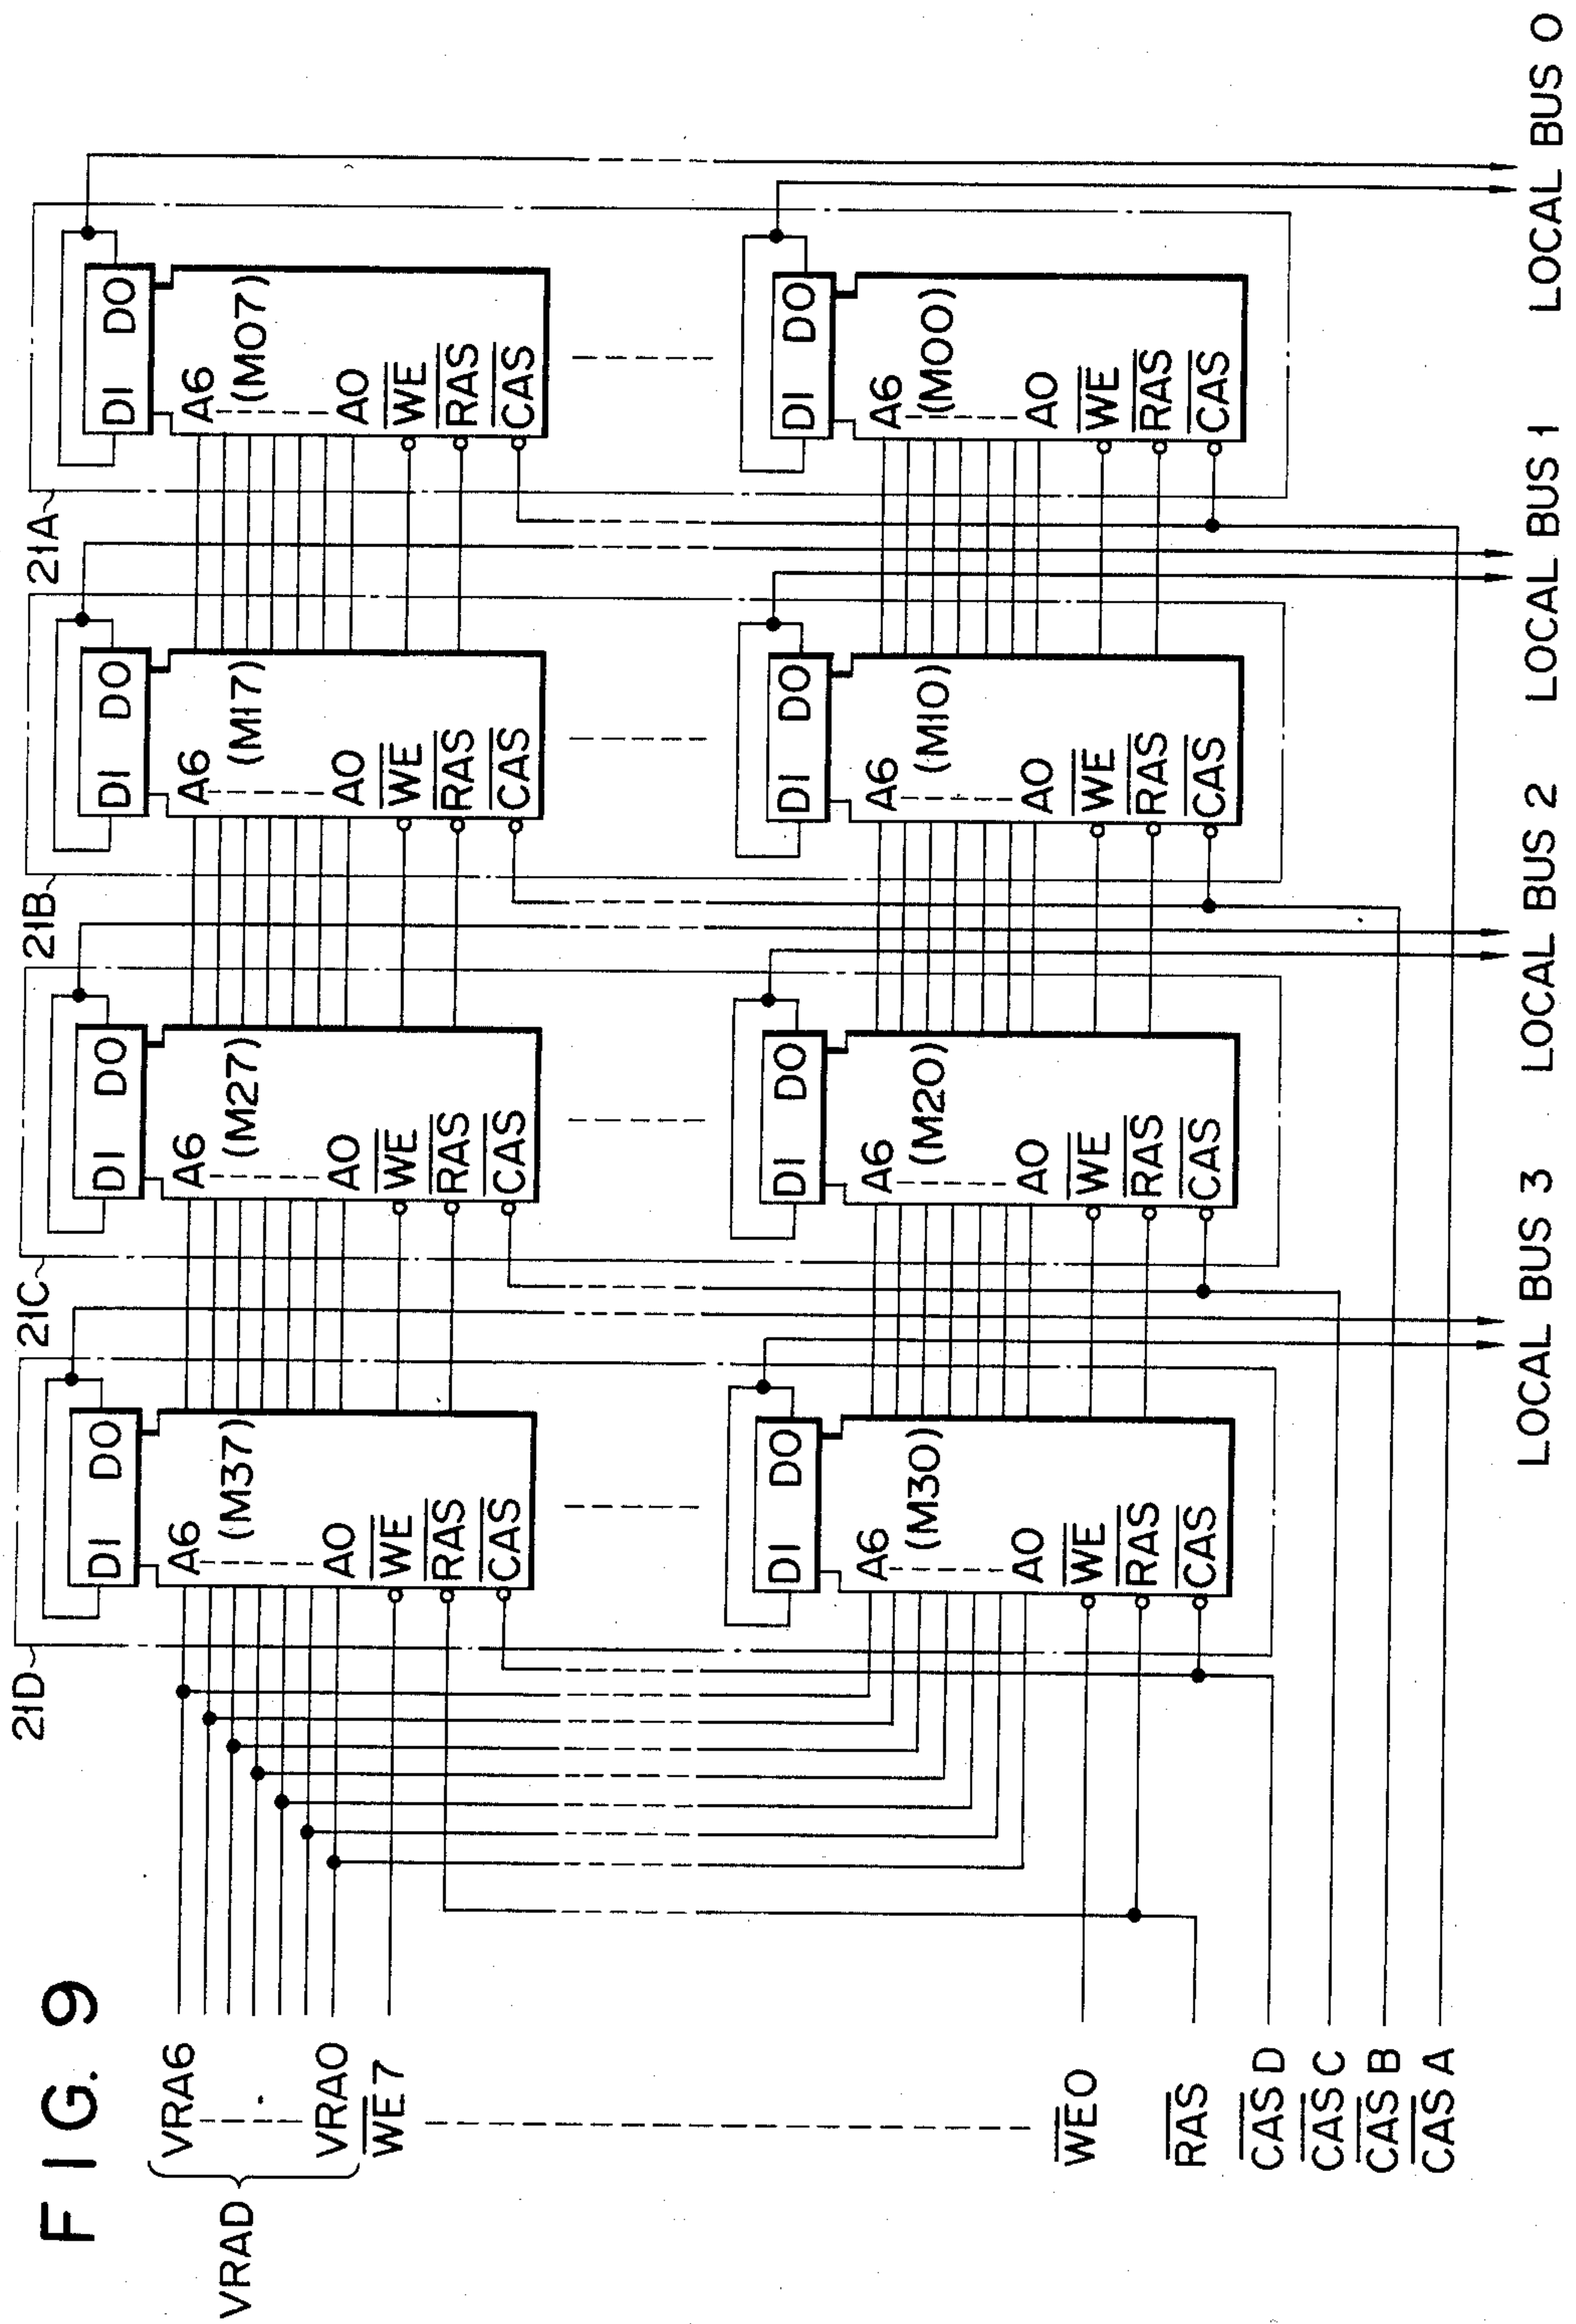 FIG. 9
21D
21C
21B
21A
DI DO
DI DO
DI DO
DI DO
VRAD
VRA6
VRA0
WE7
A6
(M37)
A0
WE
RAS
CAS
A6
(M27)
A0
WE
RAS
CAS
A6
(M17)
A0
WE
RAS
CAS
A6
(M07)
A0
WE
RAS
CAS
DI DO
DI DO
DI DO
DI DO
A6
(M30)
A0
WE
RAS
CAS
A6
(M20)
A0
WE
RAS
CAS
A6
(M10)
A0
WE
RAS
CAS
A6
(M00)
A0
WE
RAS
CAS
WE0
RAS
CAS D
CAS C
CAS B
CAS A
LOCAL BUS 3
LOCAL BUS 2
LOCAL BUS 1
LOCAL BUS 0